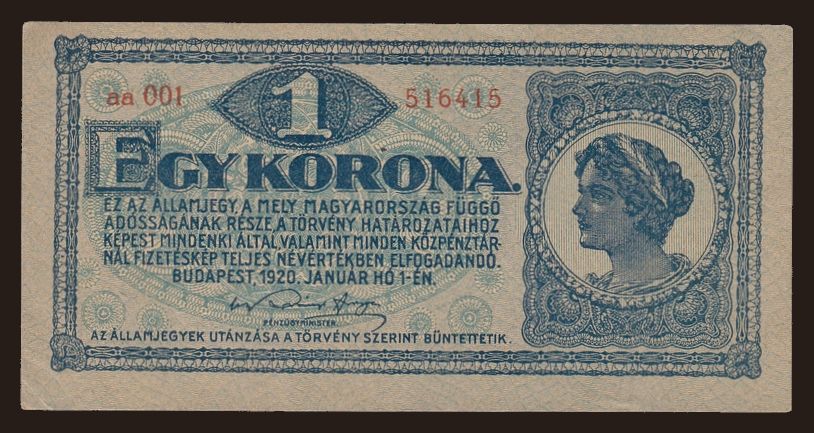 1
aa 001 516415
EGY KORONA.
EZ AZ ÁLLAMJEGY, A MELY MAGYARORSZÁG FÜGGŐ
ADÓSSÁGÁNAK RÉSZE, A TÖRVÉNY HATÁROZATAIHOZ
KÉPEST MINDENKI ÁLTAL, VALAMINT MINDEN KÖZPÉNZTÁR-
NÁL FIZETÉSKÉP TELJES NÉVÉRTÉKBEN ELFOGADANDÓ.
BUDAPEST, 1920. JANUÁR HÓ 1-ÉN.
PÉNZÜGYMINISTER.
AZ ÁLLAMJEGYEK UTÁNZÁSA A TÖRVÉNY SZERINT BÜNTETTETIK.